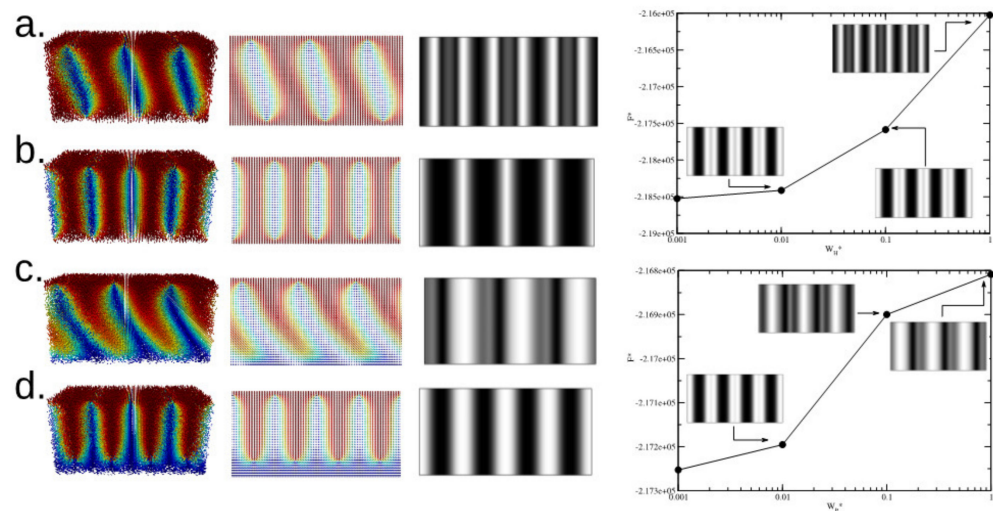 a.
b.
c.
d.
-2.16e+05
-2.165e+05
-2.17e+05
-2.175e+05
-2.18e+05
-2.185e+05
-2.19e+05
F*
0.001 0.01 0.1 1
W_H*
-2.168e+05
-2.169e+05
-2.17e+05
-2.171e+05
-2.172e+05
-2.173e+05
F*
0.001 0.01 0.1 1